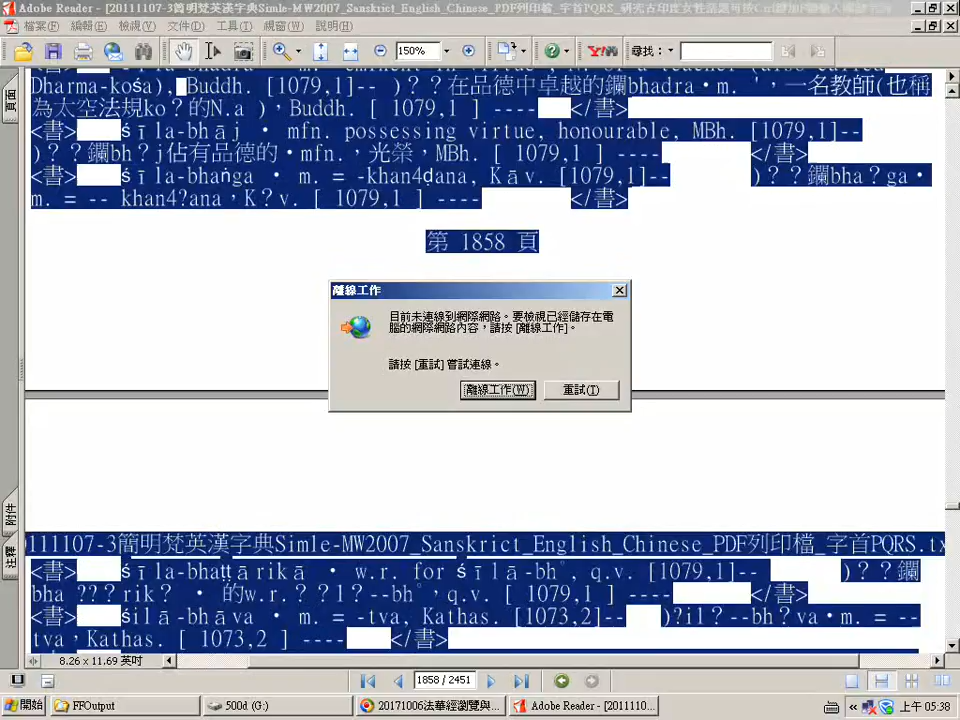 Adobe Reader - [20111107-3簡明梵英漢字典Simle-MW2007_Sanskrict_English_Chinese_PDF列印檔_字首PQRS_
檔案(F) 編輯(E) 檢視(V) 文件(D) 工具(T) 視窗(W) 說明(H)
150% 尋找:
Dharma-kośa), Buddh. [1079,1]-- )??在品德中卓越的鑭bhadra‧m. ',一名教師(也稱
為太空法規ko?的N.a ),Buddh. [ 1079,1 ] ---- </書>
<書> śīla-bhāj ‧ mfn. possessing virtue, honourable, MBh. [1079,1]--
)??鑭bh?j佔有品德的‧mfn.,光榮,MBh. [ 1079,1 ] ---- </書>
<書> śīla-bhaṅga ‧ m. = -khan4ḍana, Kāv. [1079,1]-- )??鑭bha?ga‧
m. = -- khan4?ana,K?v. [ 1079,1 ] ---- </書>
第 1858 頁
離線工作
目前未連線到網際網路。要檢視已經儲存在電
腦的網際網路內容,請按 [離線工作]。
請按 [重試] 嘗試連線。
離線工作(W) 重試(T)
頁面
附件
注釋
111107-3簡明梵英漢字典Simle-MW2007_Sanskrict_English_Chinese_PDF列印檔_字首PQRS.tx
<書> śīla-bhaṭṭārikā ‧ w.r. for śīlā-bh°, q.v. [1079,1]-- )??鑭
bha ???rik? ‧ 的w.r.??l?--bh°,q.v. [ 1079,1 ] ---- </書>
<書> śilā-bhāva ‧ m. = -tva, Kathas. [1073,2]-- )?il?--bh?va‧m. = --
tva,Kathas. [ 1073,2 ] ---- </書>
8.26 x 11.69 英吋
1858 / 2451
開始 FFOutput 500d (G:) 20171006法華經瀏覽與... Adobe Reader - [2011110... 上午 05:38